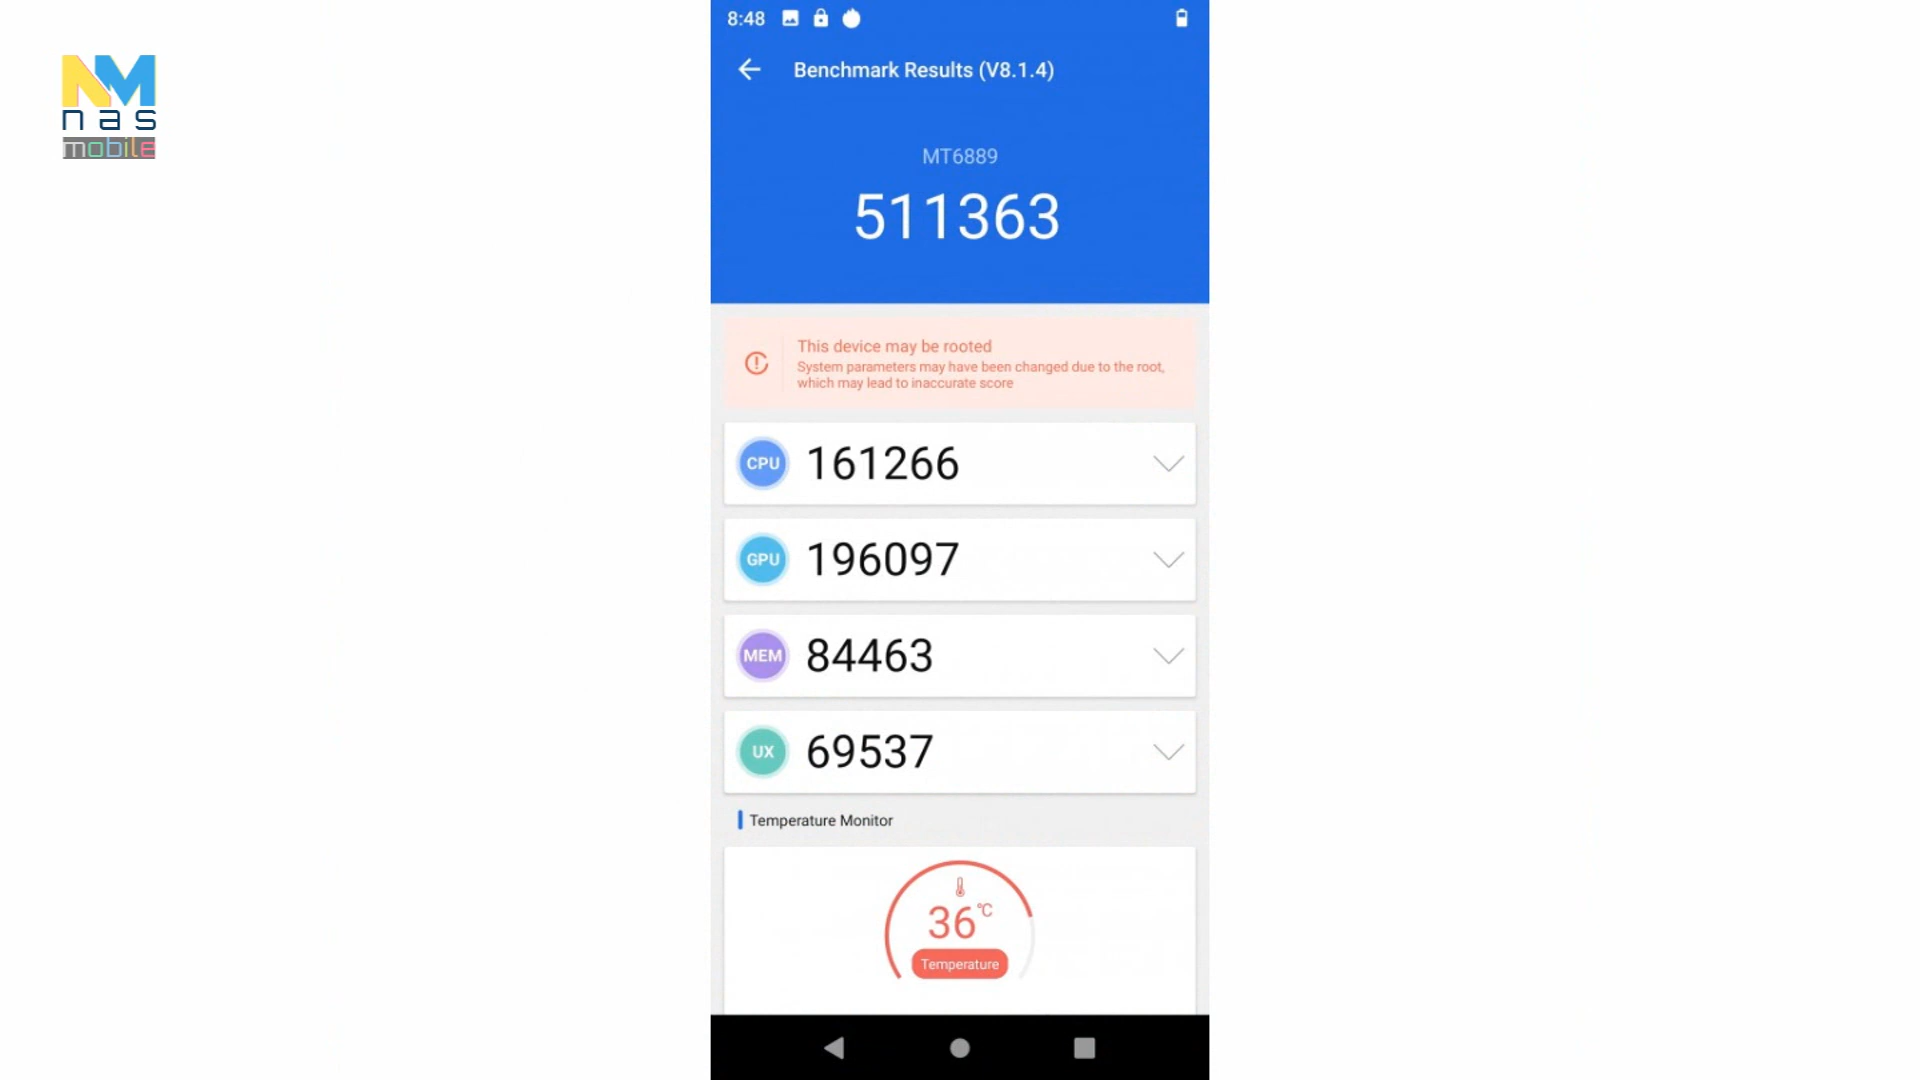 8:48
NM
nas
mobile
Benchmark Results (V8.1.4)
MT6889
511363
This device may be rooted
System parameters may have been changed due to the root,
which may lead to inaccurate score
CPU 161266
GPU 196097
MEM 84463
UX 69537
Temperature Monitor
36°C
Temperature